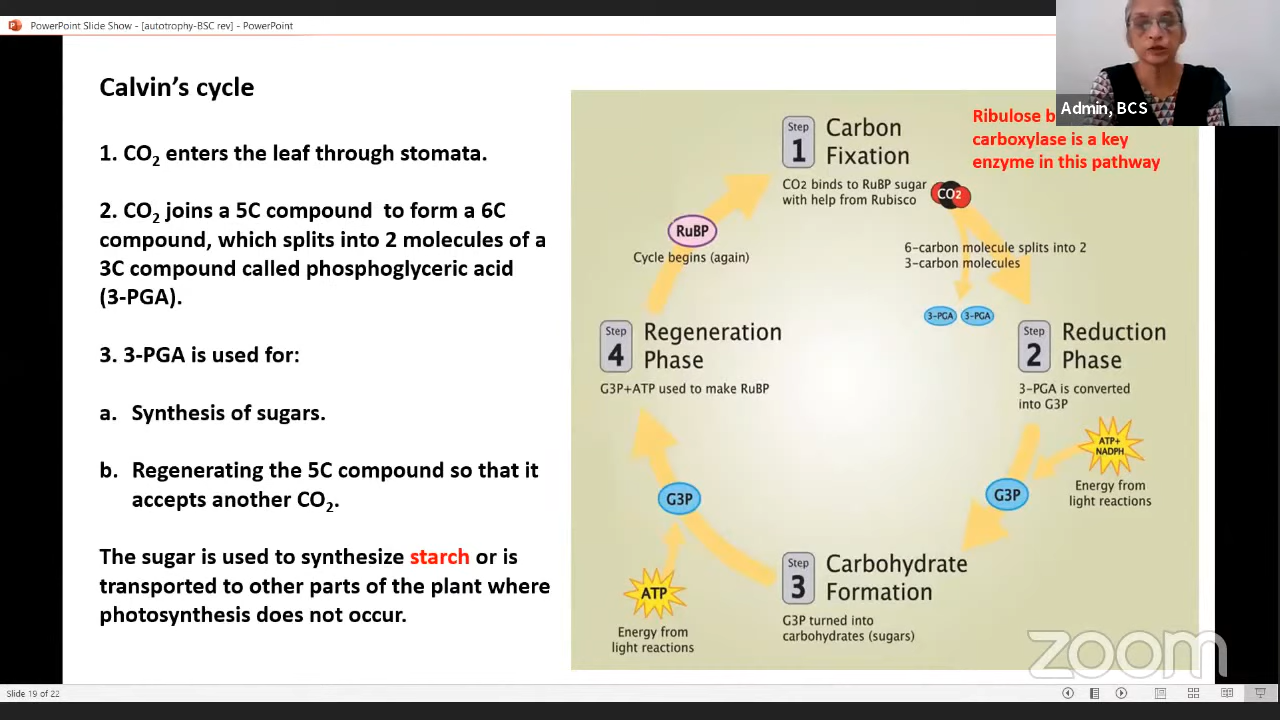 PowerPoint Slide Show - [autotrophy-BSC rev] - PowerPoint
Calvin's cycle
1. CO₂ enters the leaf through stomata.
2. CO₂ joins a 5C compound to form a 6C
compound, which splits into 2 molecules of a
3C compound called phosphoglyceric acid
(3-PGA).
3. 3-PGA is used for:
a. Synthesis of sugars.
b. Regenerating the 5C compound so that it
accepts another CO₂.
The sugar is used to synthesize starch or is
transported to other parts of the plant where
photosynthesis does not occur.
Admin, BCS
Ribulose
carboxylase is a key
enzyme in this pathway
Step
1
Carbon
Fixation
CO2 binds to RuBP sugar
with help from Rubisco
CO2
6-carbon molecule splits into 2
3-carbon molecules
3-PGA 3-PGA
Step
2
Reduction
Phase
3-PGA is converted
into G3P
ATP+
NADPH
Energy from
light reactions
G3P
Step
3
Carbohydrate
Formation
G3P turned into
carbohydrates (sugars)
G3P
ATP
Energy from
light reactions
Step
4
Regeneration
Phase
G3P+ATP used to make RuBP
RuBP
Cycle begins (again)
zoom
Slide 19 of 22